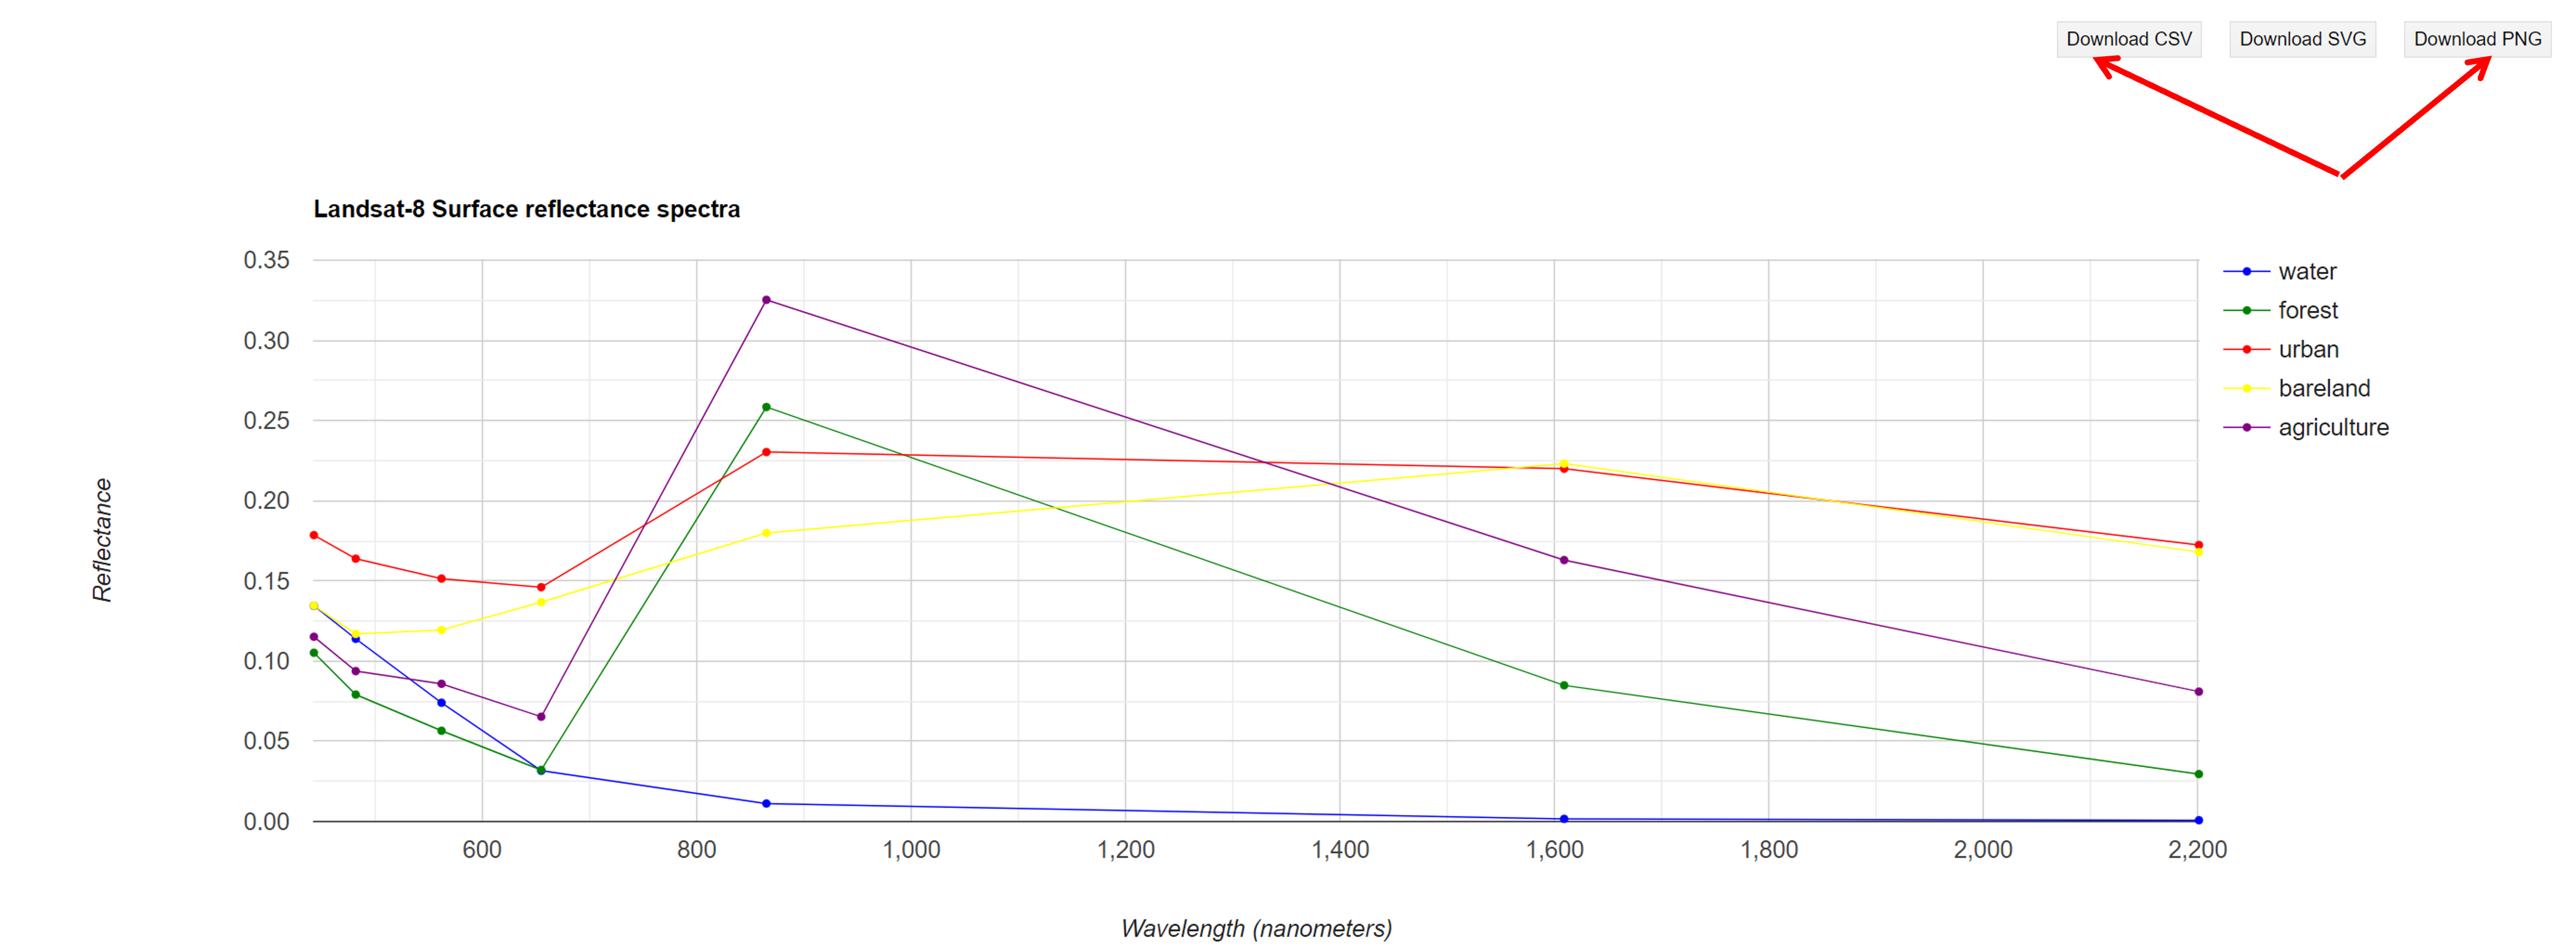 Download CSV
Download SVG
Download PNG
Landsat-8 Surface reflectance spectra
0.35
0.30
0.25
0.20
0.15
0.10
0.05
0.00
Reflectance
water
forest
urban
bareland
agriculture
600
800
1,000
1,200
1,400
1,600
1,800
2,000
2,200
Wavelength (nanometers)